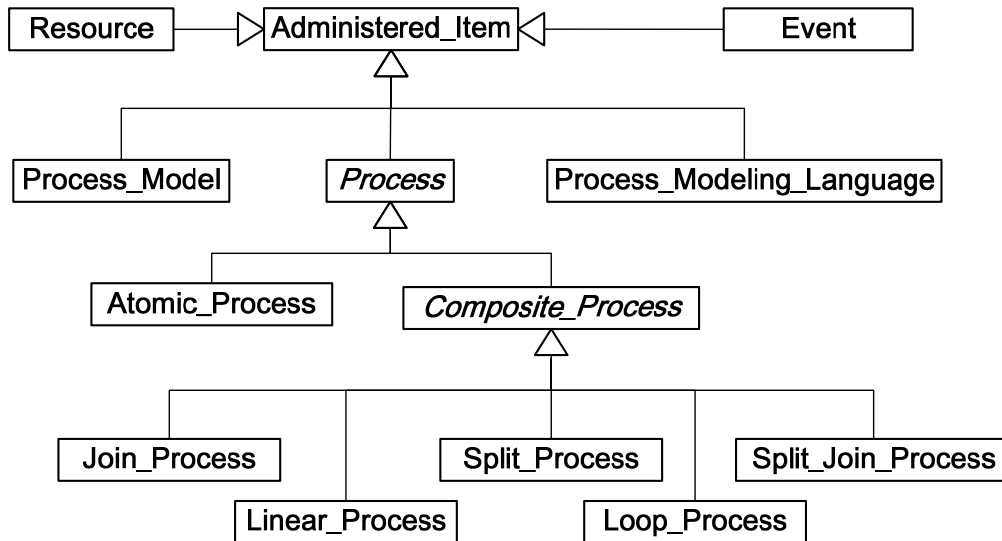 Resource
Administered_Item
Event
Process_Model
Process
Process_Modeling_Language
Atomic_Process
Composite_Process
Join_Process
Split_Process
Split_Join_Process
Linear_Process
Loop_Process